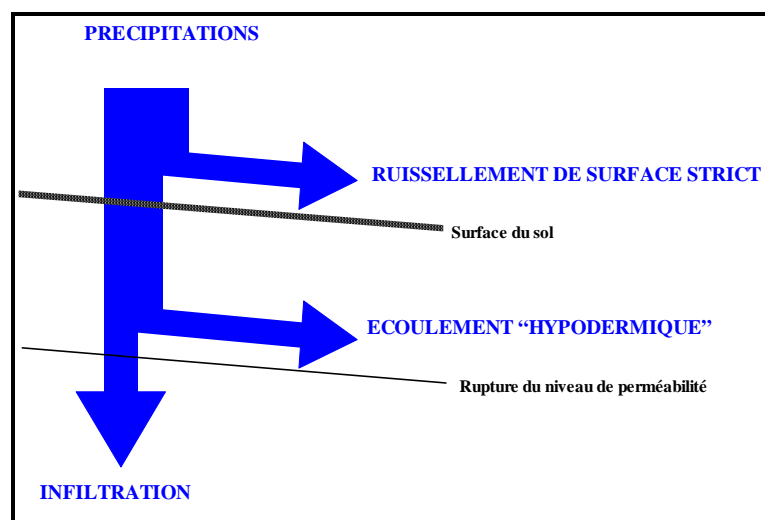 PRECIPITATIONS
RUISSELLEMENT DE SURFACE STRICT
Surface du sol
ECOULEMENT “HYPODERMIQUE”
Rupture du niveau de perméabilité
INFILTRATION